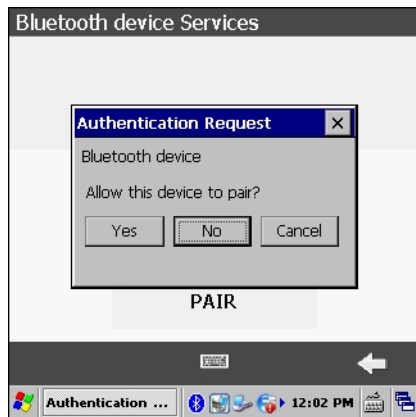 Bluetooth device Services
Authentication Request
Bluetooth device
Allow this device to pair?
Yes No Cancel
PAIR
Authentication ... 12:02 PM